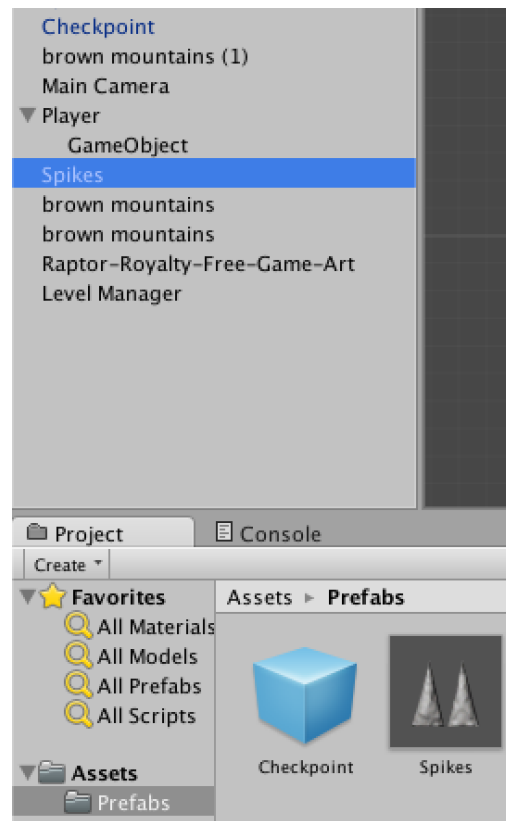 Checkpoint
brown mountains (1)
Main Camera
Player
GameObject
Spikes
brown mountains
brown mountains
Raptor-Royalty-Free-Game-Art
Level Manager
Project Console
Create
Favorites
All Materials
All Models
All Prefabs
All Scripts
Assets
Prefabs
Assets Prefabs
Checkpoint Spikes